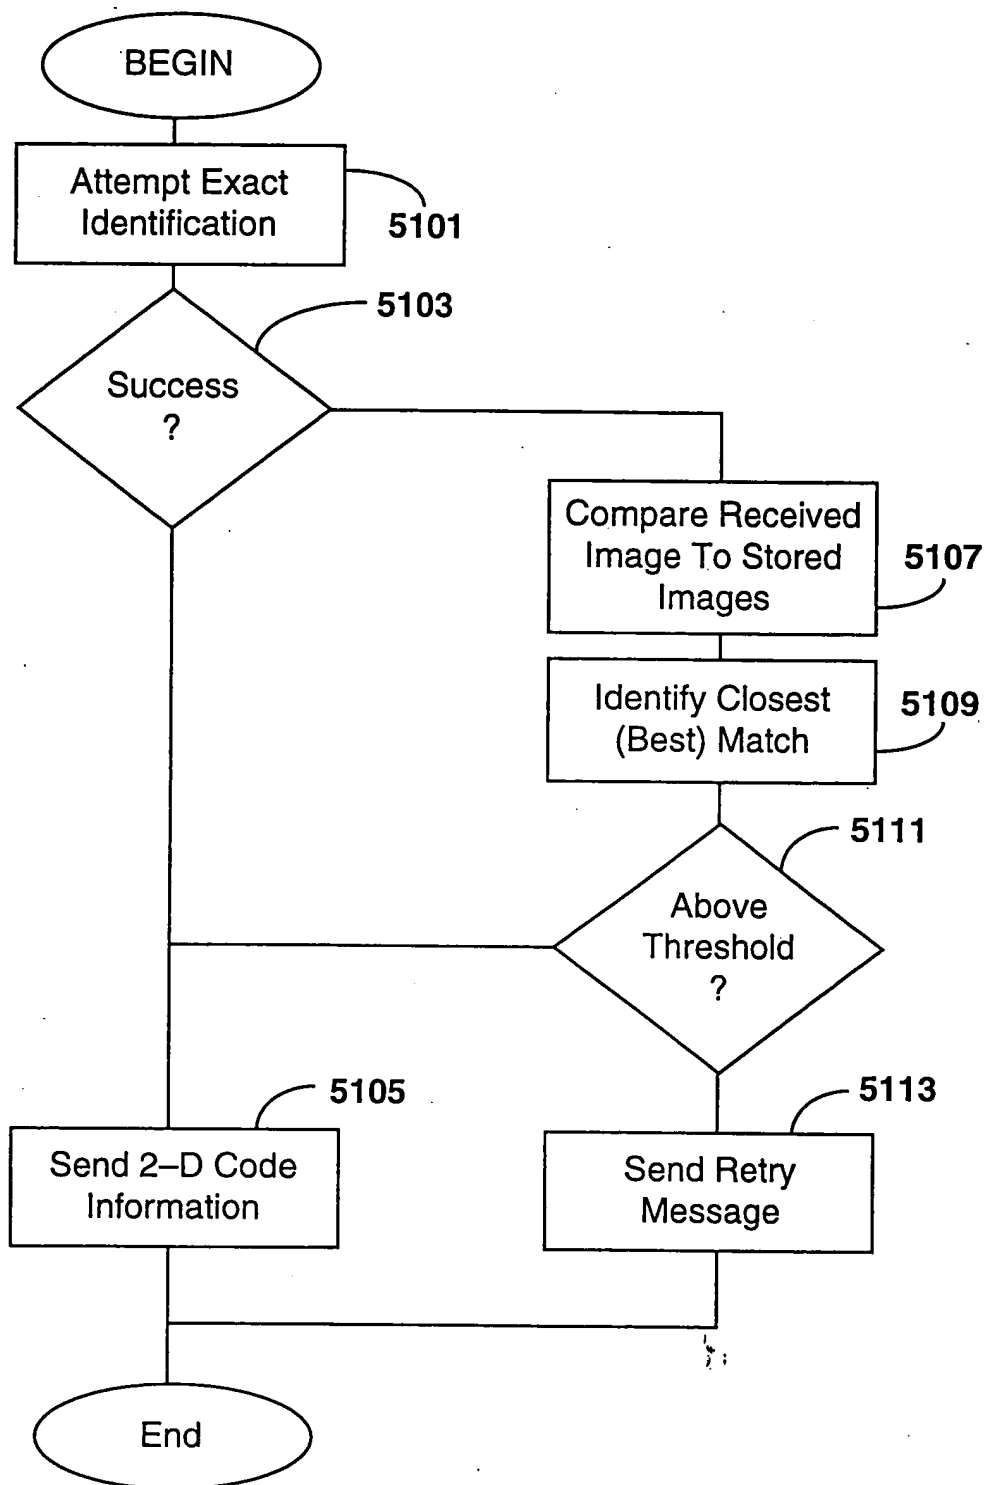 BEGIN
Attempt Exact
Identification
5101
5103
Success
?
Compare Received
Image To Stored
Images
5107
Identify Closest
(Best) Match
5109
5111
Above
Threshold
?
5105
Send 2–D Code
Information
5113
Send Retry
Message
End